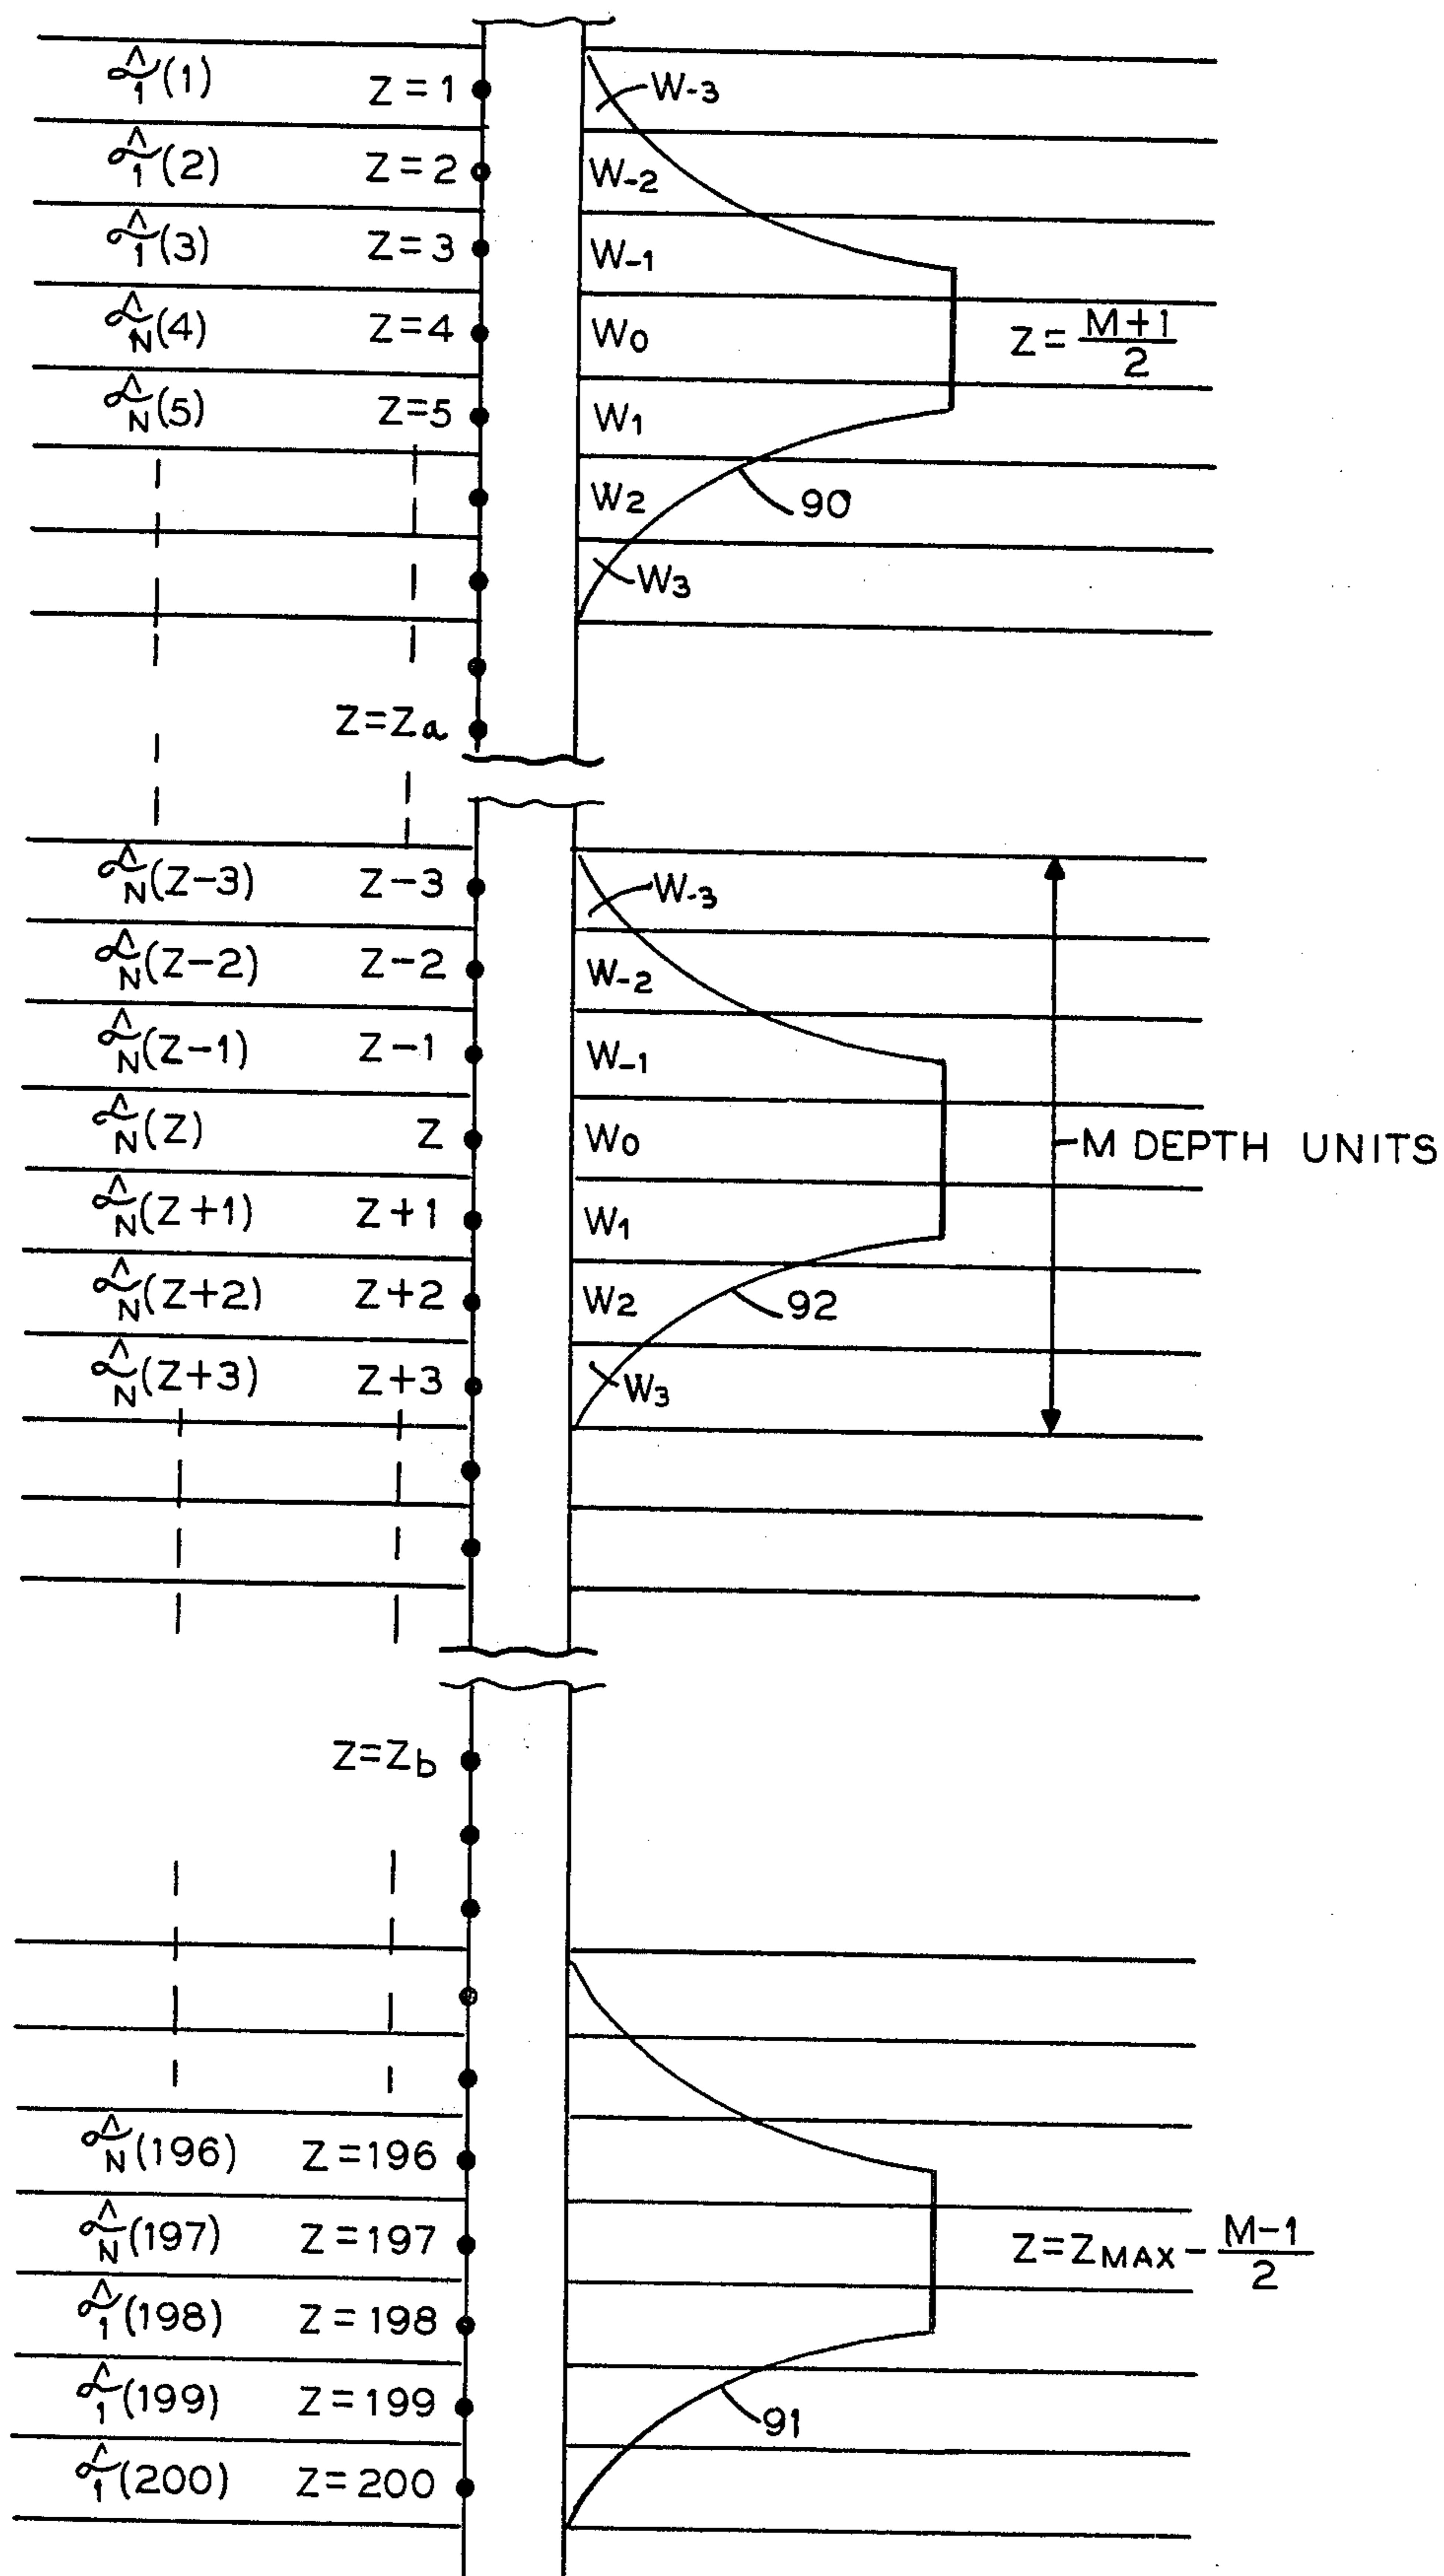 α̂1(1) Z=1 W-3
α̂1(2) Z=2 W-2
α̂1(3) Z=3 W-1
α̂N(4) Z=4 W0 Z=M+1/2
α̂N(5) Z=5 W1
W2 90
W3
Z=Za
α̂N(Z-3) Z-3 W-3
α̂N(Z-2) Z-2 W-2
α̂N(Z-1) Z-1 W-1
α̂N(Z) Z W0 M DEPTH UNITS
α̂N(Z+1) Z+1 W1
α̂N(Z+2) Z+2 W2 92
α̂N(Z+3) Z+3 W3
Z=Zb
α̂N(196) Z=196
α̂N(197) Z=197 Z=ZMAX-M-1/2
α̂1(198) Z=198
α̂1(199) Z=199 91
α̂1(200) Z=200